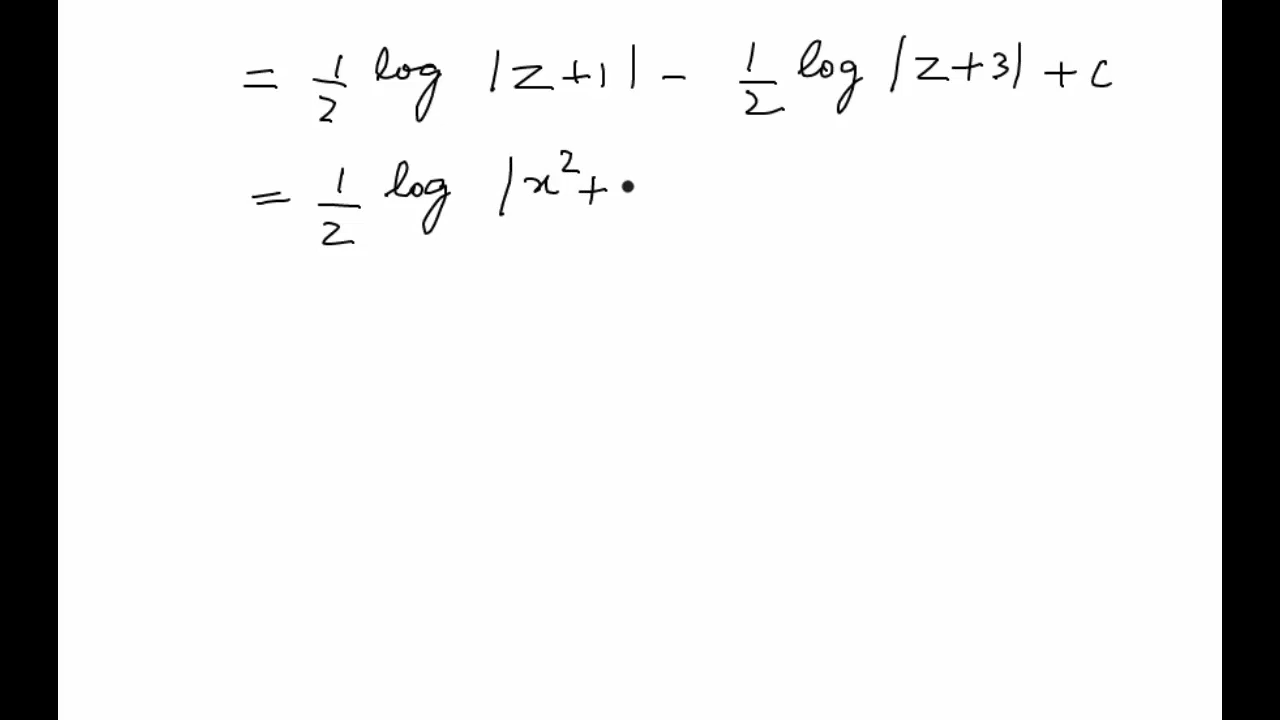 = 1/2 log |z+1| - 1/2 log |z+3| + c
= 1/2 log |x²+